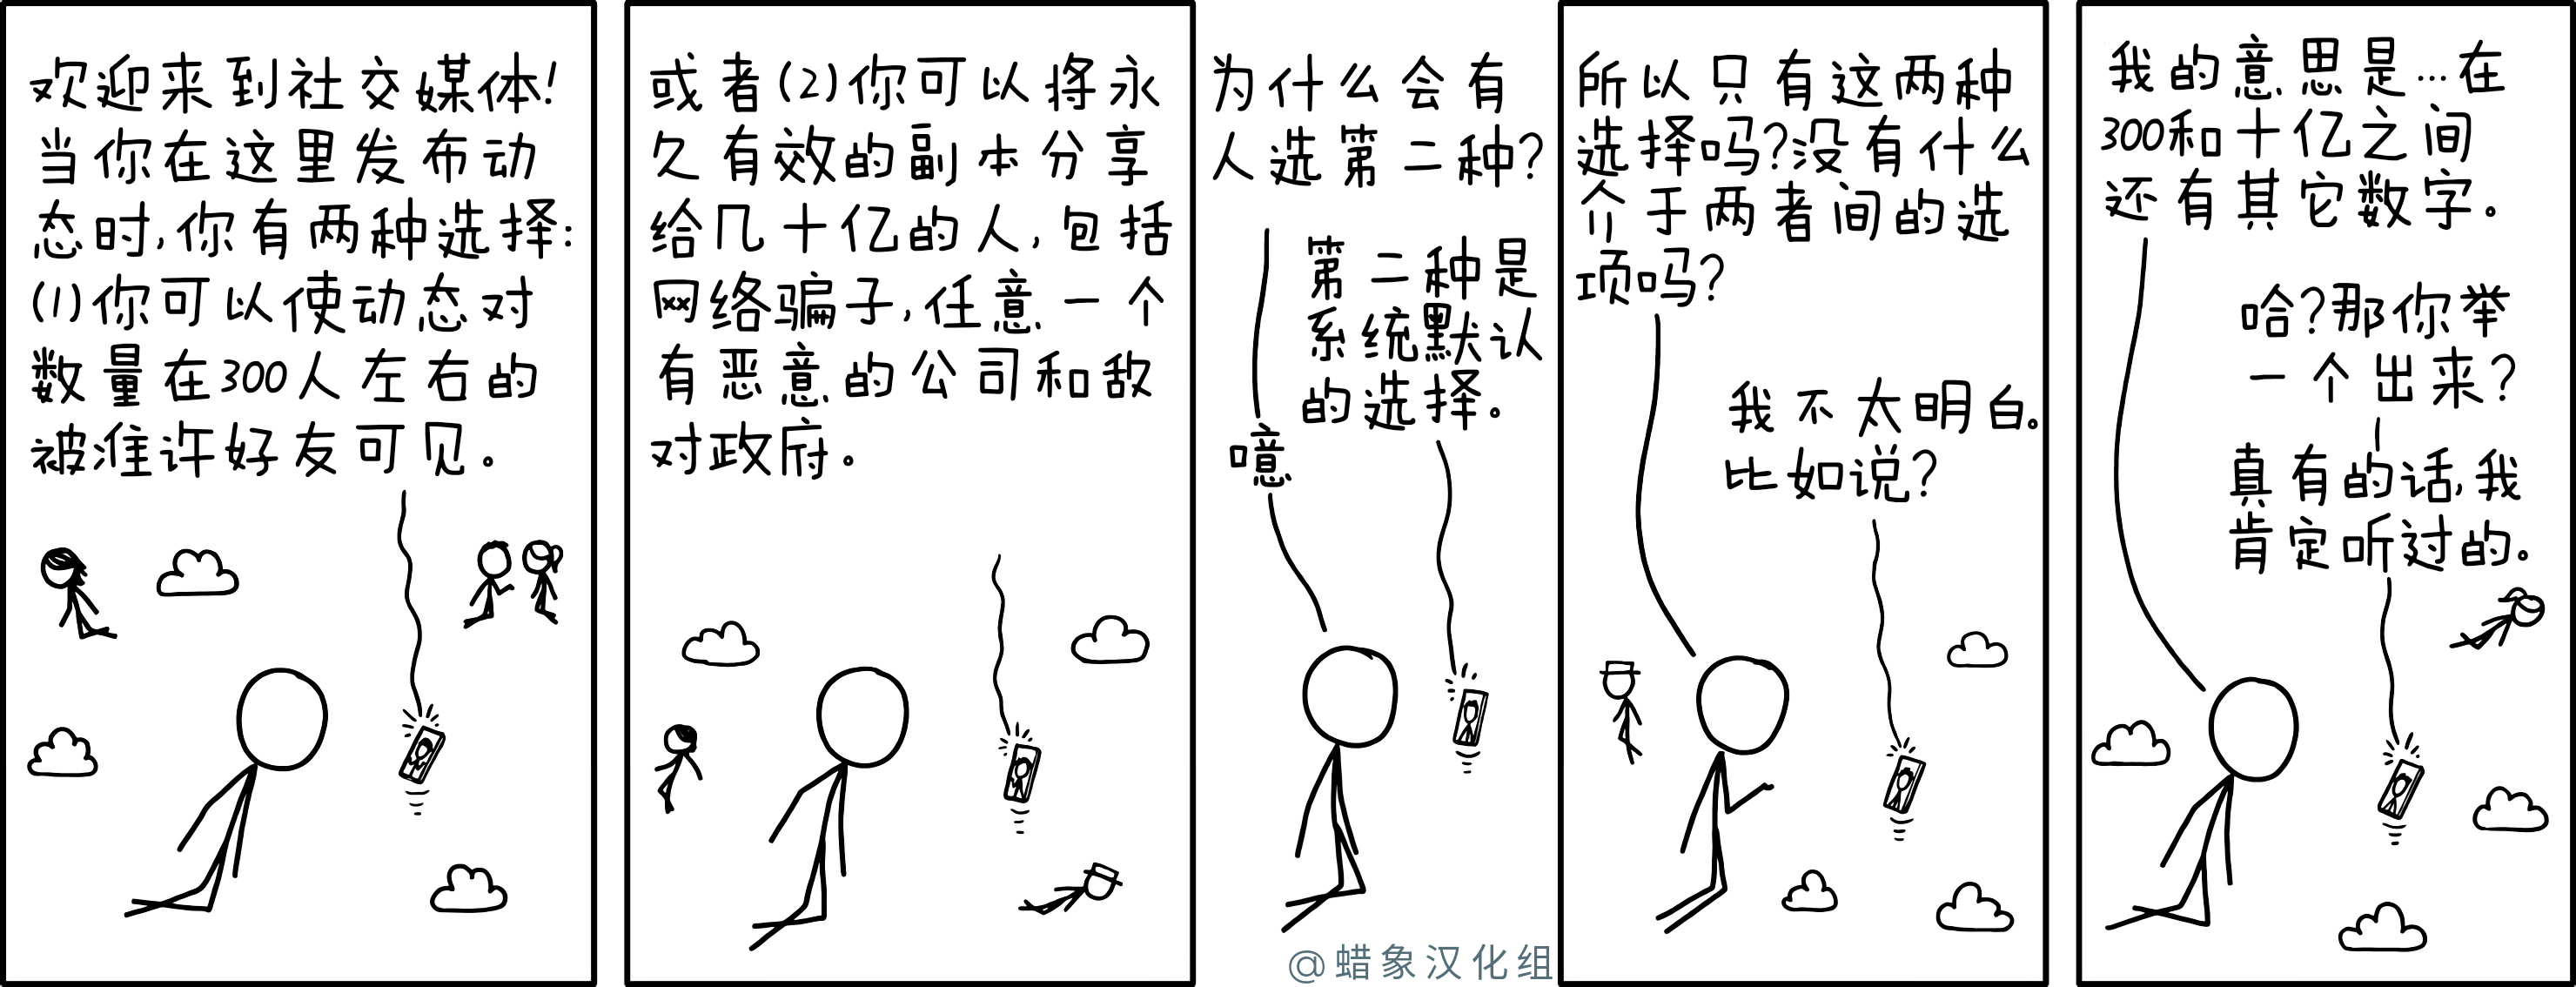 欢迎来到社交媒体!
当你在这里发布动
态时,你有两种选择:
(1)你可以使动态对
数量在300人左右的
被准许好友可见。
或者(2)你可以将永
久有效的副本分享
给几十亿的人,包括
网络骗子,任意一个
有恶意的公司和敌
对政府。
为什么会有
人选第二种?
第二种是
系统默认
的选择。
噫
所以只有这两种
选择吗?没有什么
介于两者间的选
项吗?
我不太明白。
比如说?
我的意思是…在
300和十亿之间
还有其它数字。
哈?那你举
一个出来?
真有的话,我
肯定听过的。
@蜡象汉化组